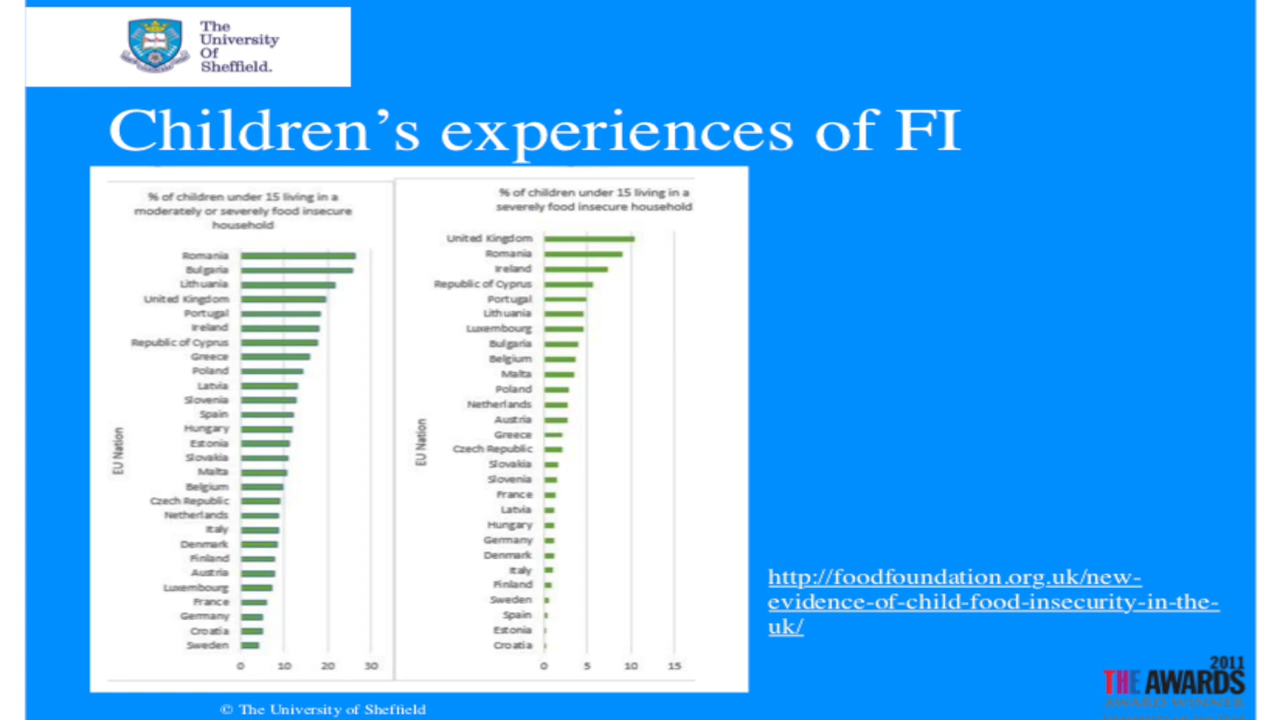 The
University
Of
Sheffield.
Children's experiences of FI
% of children under 15 living in a
moderately or severely food insecure
household
EU Nation
Romania
Bulgaria
Lithuania
United Kingdom
Portugal
Ireland
Republic of Cyprus
Greece
Poland
Latvia
Slovenia
Spain
Hungary
Estonia
Slovakia
Malta
Belgium
Czech Republic
Netherlands
Italy
Denmark
Finland
Austria
Luxembourg
France
Germany
Croatia
Sweden
0 10 20 30
% of children under 15 living in a
severely food insecure household
EU Nation
United Kingdom
Romania
Ireland
Republic of Cyprus
Portugal
Lithuania
Luxembourg
Bulgaria
Belgium
Malta
Poland
Netherlands
Austria
Greece
Czech Republic
Slovakia
Slovenia
France
Latvia
Hungary
Germany
Denmark
Italy
Finland
Sweden
Spain
Estonia
Croatia
0 5 10 15
http://foodfoundation.org.uk/new-
evidence-of-child-food-insecurity-in-the-
uk/
2011
THE AWARDS
AWARD WINNER
© The University of Sheffield